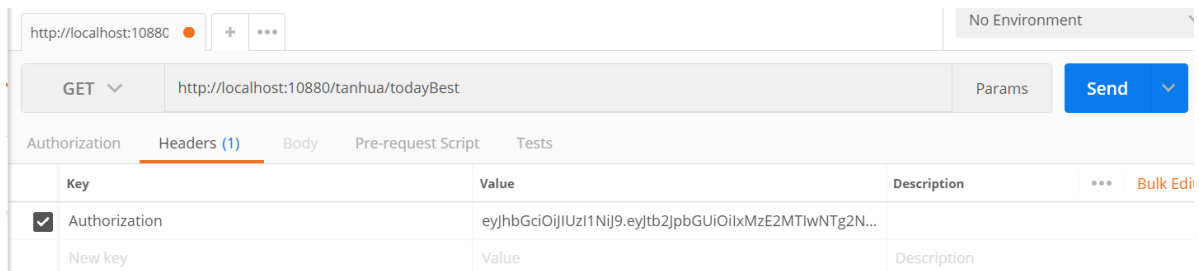 http://localhost:10880 + •••
No Environment
GET http://localhost:10880/tanhua/todayBest Params Send
Authorization Headers (1) Body Pre-request Script Tests
Key Value Description ••• Bulk Edit
Authorization eyJhbGciOiJIUzI1NiJ9.eyJtb2JpbGUiOiIxMzE2MTIwNTg2N...
New key Value Description